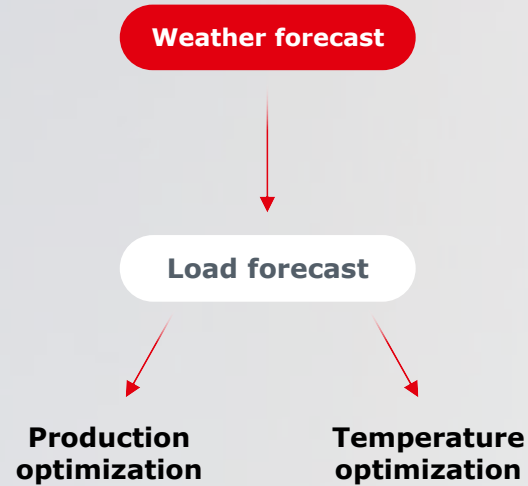 Weather forecast
Load forecast
Production
optimization
Temperature
optimization